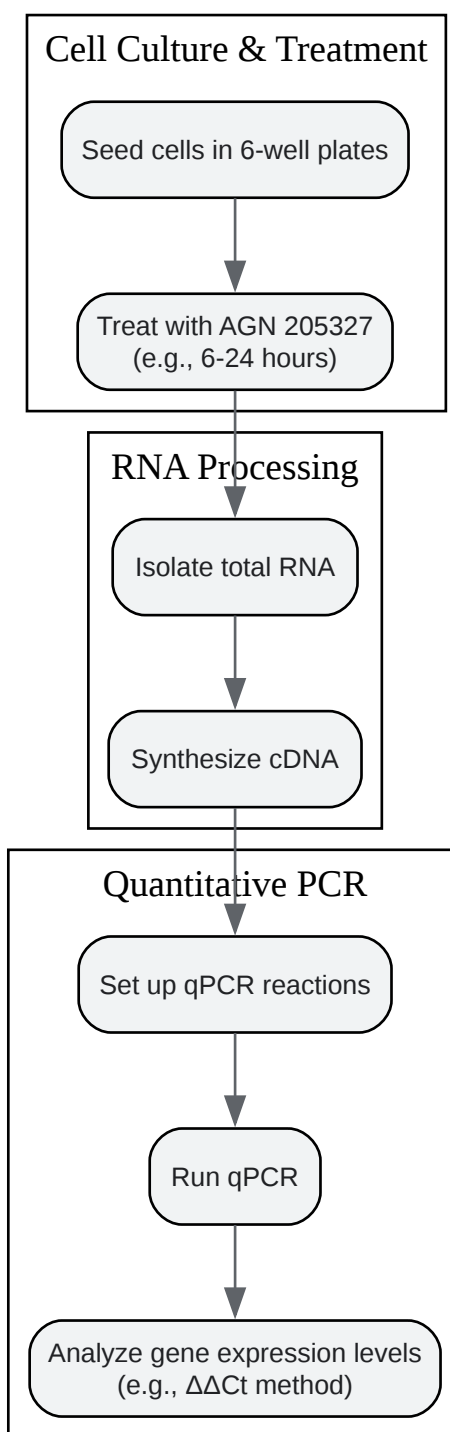 Cell Culture & Treatment
Seed cells in 6-well plates
Treat with AGN 205327
(e.g., 6-24 hours)
RNA Processing
Isolate total RNA
Synthesize cDNA
Quantitative PCR
Set up qPCR reactions
Run qPCR
Analyze gene expression levels
(e.g., ΔΔCt method)